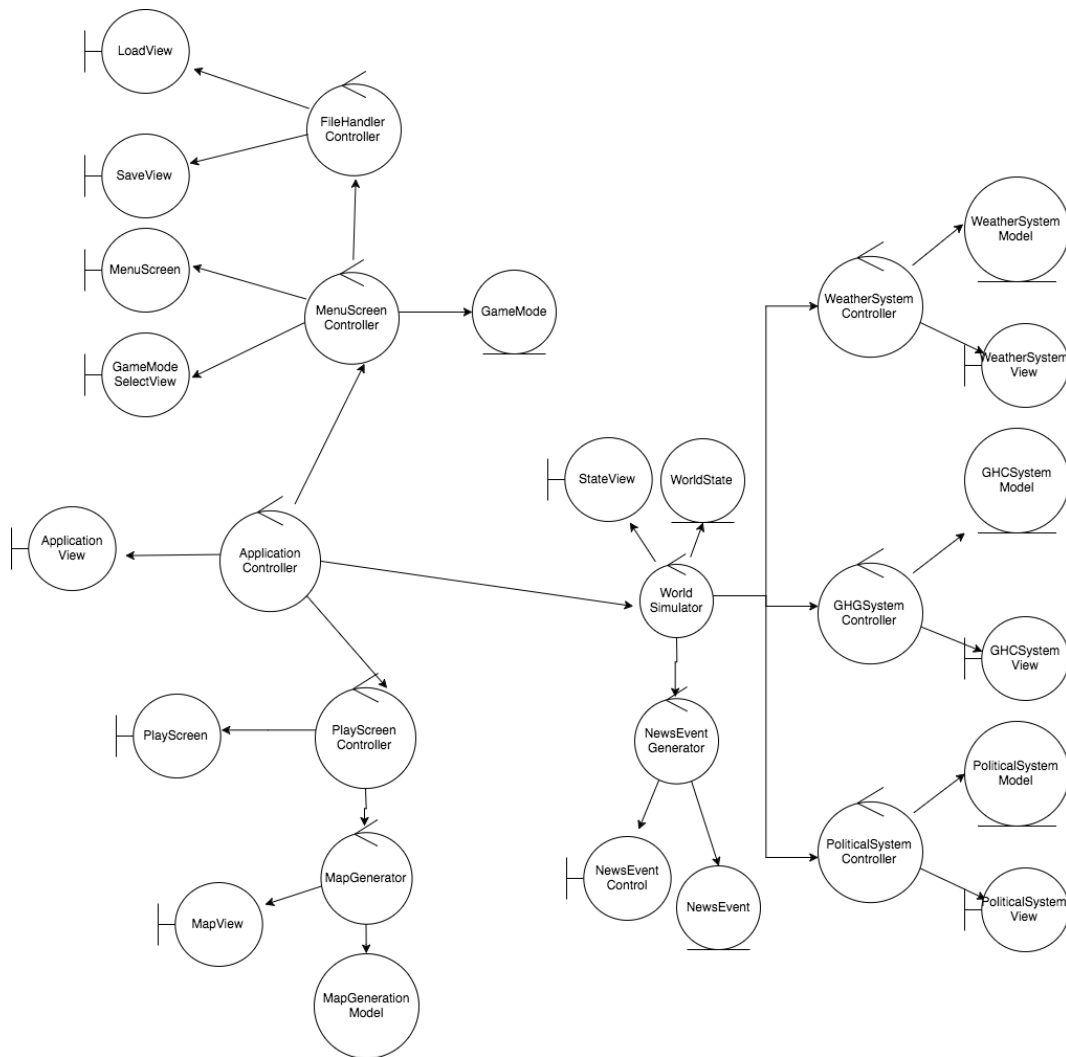 LoadView
FileHandler
Controller
SaveView
MenuScreen
MenuScreen
Controller
GameMode
GameMode
SelectView
WeatherSystem
Model
WeatherSystem
Controller
WeatherSystem
View
StateView
WorldState
GHCSystem
Model
Application
View
Application
Controller
World
Simulator
GHGSystem
Controller
GHCSystem
View
PlayScreen
PlayScreen
Controller
NewsEvent
Generator
PoliticalSystem
Model
PoliticalSystem
Controller
MapGenerator
NewsEvent
Control
NewsEvent
PoliticalSystem
View
MapView
MapGeneration
Model